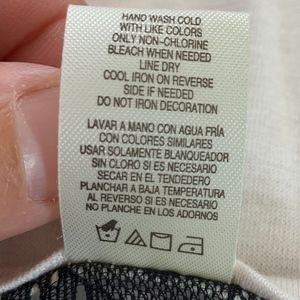 HAND WASH COLD
WITH LIKE COLORS
ONLY NON-CHLORINE
BLEACH WHEN NEEDED
LINE DRY
COOL IRON ON REVERSE
SIDE IF NEEDED
DO NOT IRON DECORATION
LAVAR A MANO CON AGUA FRÍA
CON COLORES SIMILARES
USAR SOLAMENTE BLANQUEADOR
SIN CLORO SI ES NECESARIO
SECAR EN EL TENDEDERO
PLANCHAR A BAJA TEMPERATURA
AL REVERSO SI ES NECESARIO
NO PLANCHE EN LOS ADORNOS